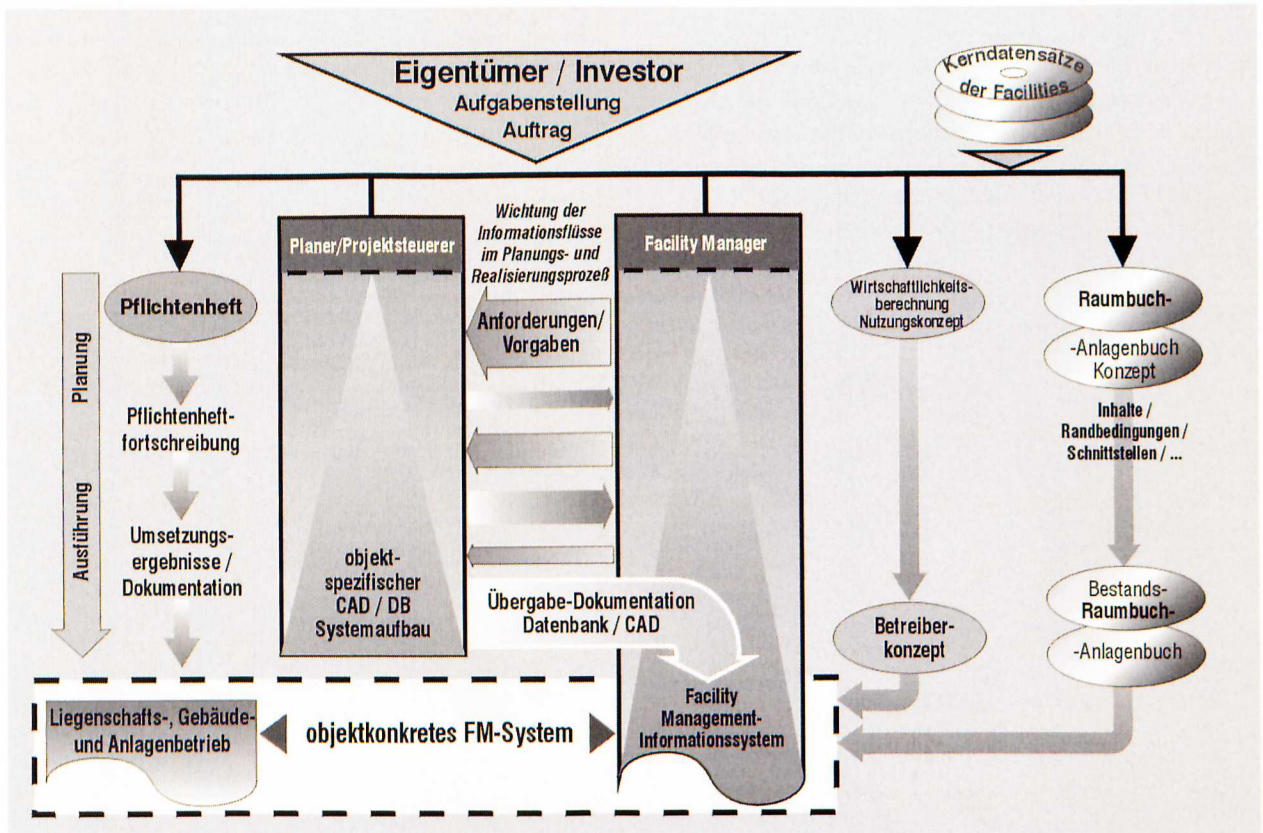 Eigentümer / Investor
Aufgabenstellung
Auftrag
Kerndatensätze
der Facilities
Planung
Ausführung
Pflichtenheft
Pflichtenheft-
fortschreibung
Umsetzungs-
ergebnisse /
Dokumentation
Planer/Projektsteuerer
objekt-
spezifischer
CAD / DB
Systemaufbau
Wichtung der
Informationsflüsse
im Planungs- und
Realisierungsprozeß
Anforderungen/
Vorgaben
Übergabe-Dokumentation
Datenbank / CAD
Facility Manager
Facility
Management-
Informationssystem
Wirtschaftlichkeits-
berechnung
Nutzungskonzept
Betreiber-
konzept
Raumbuch-
-Anlagenbuch
Konzept
Inhalte /
Randbedingungen /
Schnittstellen / ...
Bestands-
Raumbuch-
-Anlagenbuch
Liegenschafts-, Gebäude-
und Anlagenbetrieb
objektkonkretes FM-System